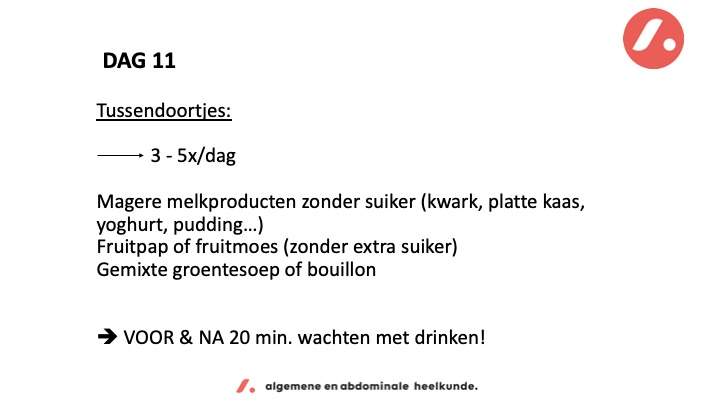 DAG 11
Tussendoortjes:
3 - 5x/dag
Magere melkproducten zonder suiker (kwark, platte kaas,
yoghurt, pudding…)
Fruitpap of fruitmoes (zonder extra suiker)
Gemixte groentesoep of bouillon
➔ VOOR & NA 20 min. wachten met drinken!
algemene en abdominale heelkunde.